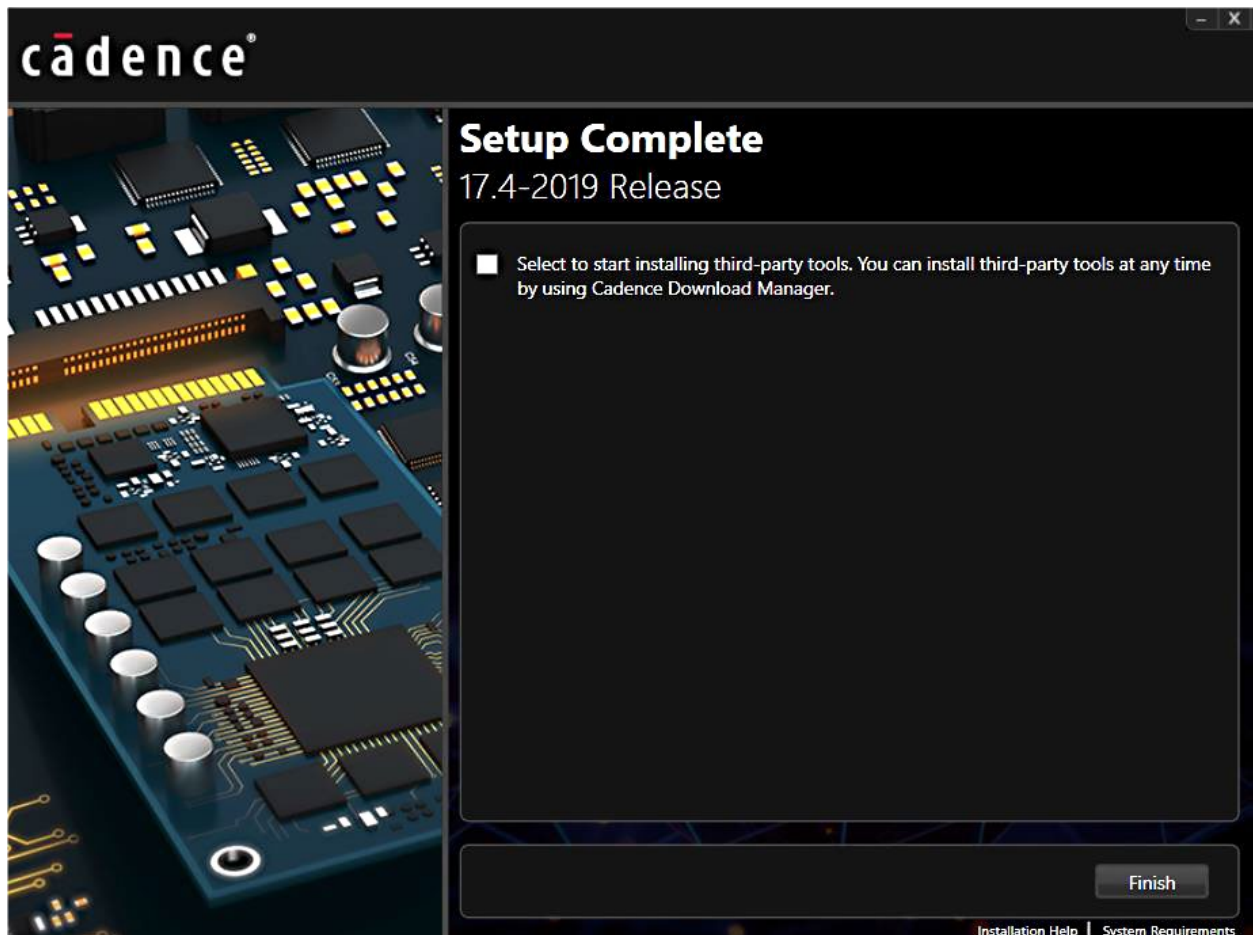 cādence®
– X
Setup Complete
17.4-2019 Release
Select to start installing third-party tools. You can install third-party tools at any time
by using Cadence Download Manager.
Finish
Installation Help | System Requirements